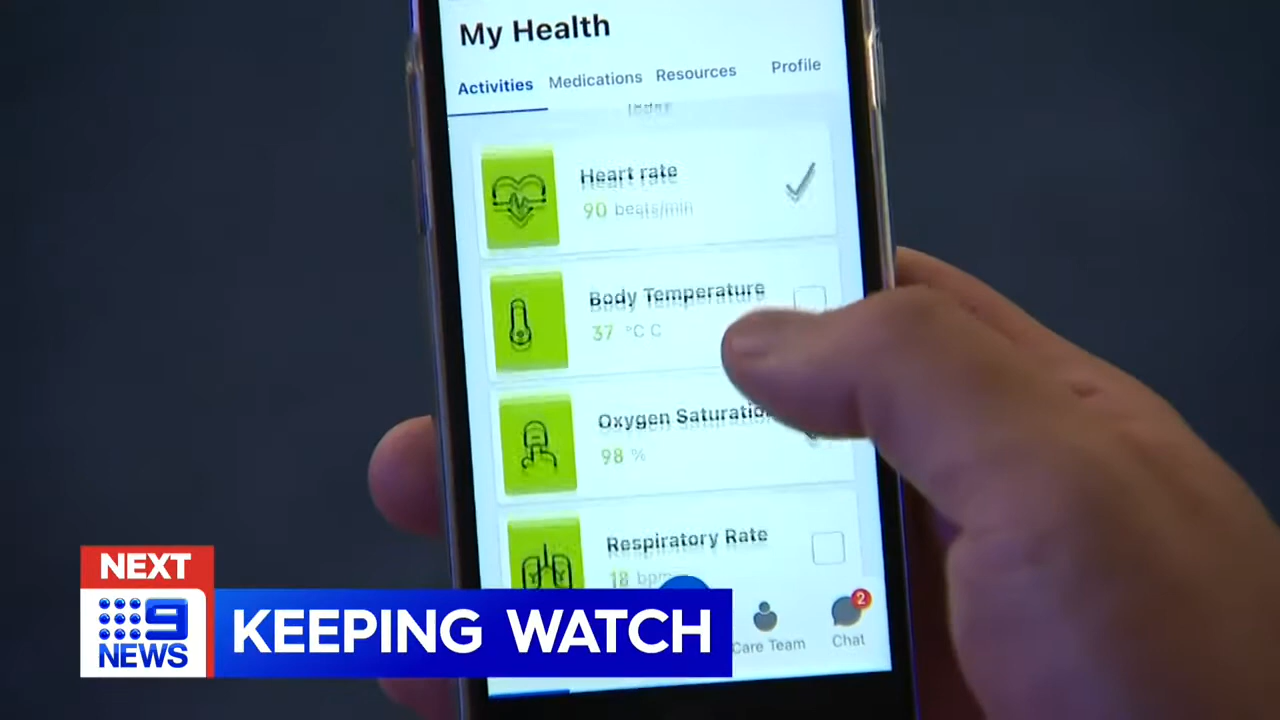 My Health
Activities Medications Resources Profile
Today
Heart rate
90 beats/min
Body Temperature
37 °C C
Oxygen Saturation
98 %
Respiratory Rate
18 bpm
Care Team
Chat
2
NEXT
9
NEWS
KEEPING WATCH